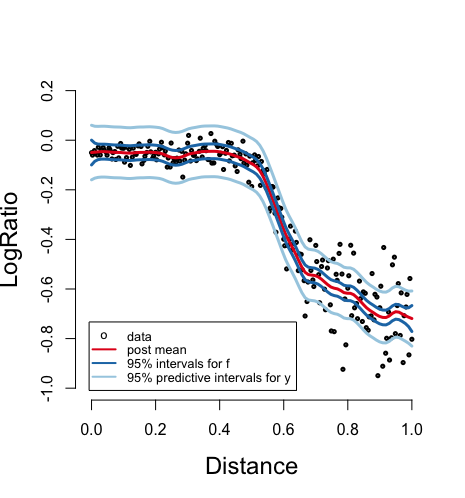 LogRatio
0.2
0.0
-0.2
-0.4
-0.6
-0.8
-1.0
data
post mean
95% intervals for f
95% predictive intervals for y
0.0 0.2 0.4 0.6 0.8 1.0
Distance